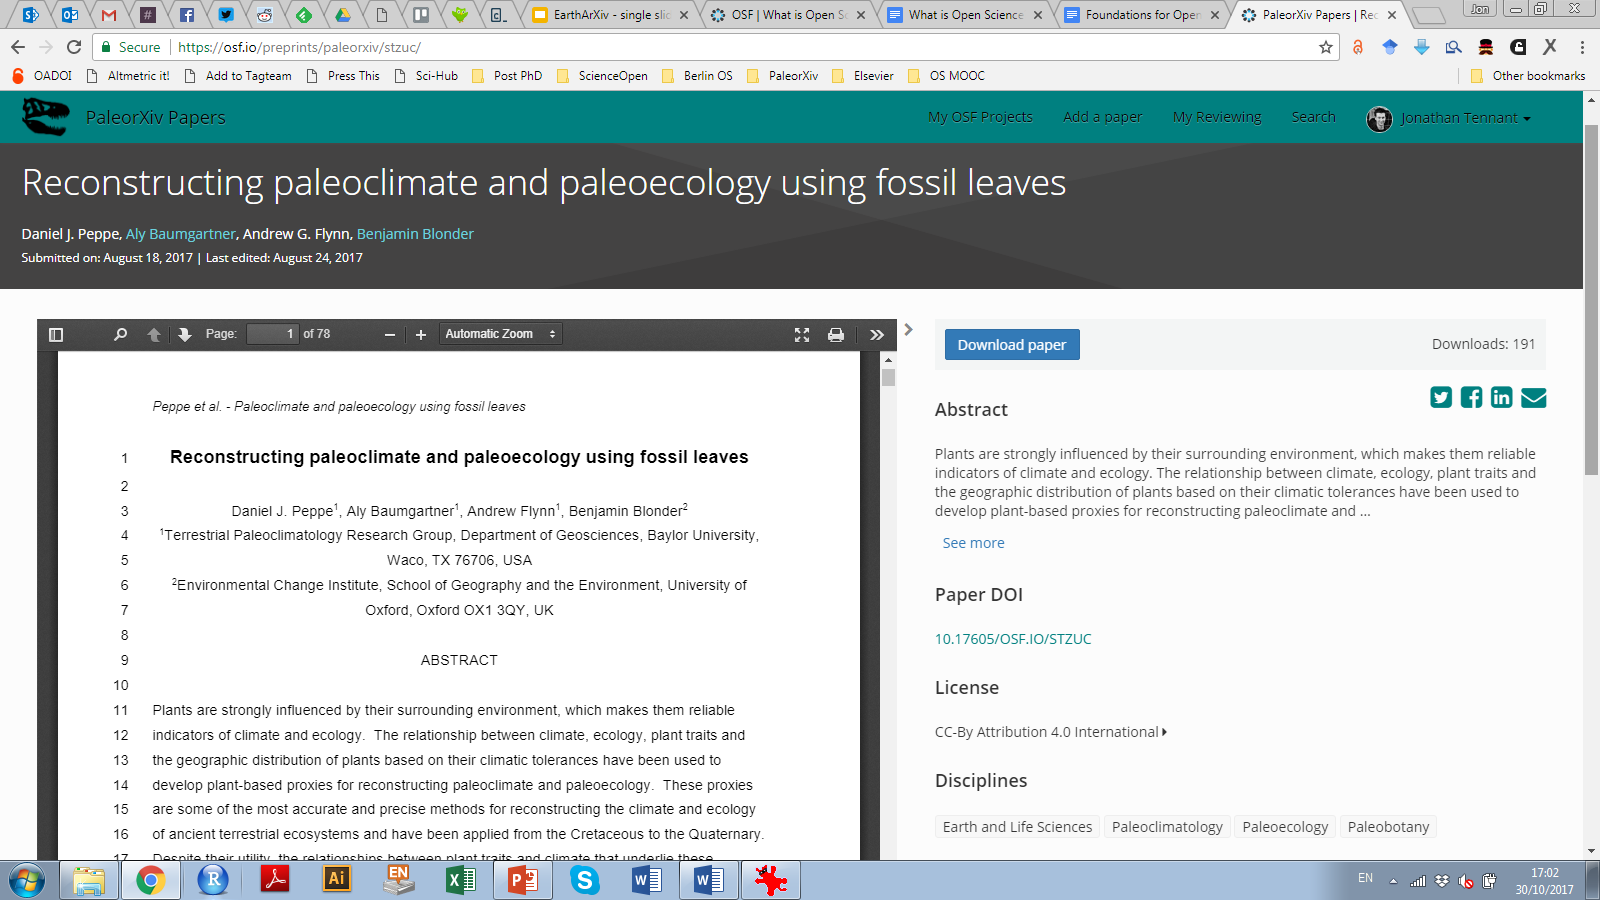 EarthArXiv - single slid
OSF | What is Open Sc
What is Open Science
Foundations for Open
PaleorXiv Papers | Rec
Jon
Secure
https://osf.io/preprints/paleorxiv/stzuc/
OADOI
Altmetric it!
Add to Tagteam
Press This
Sci-Hub
Post PhD
ScienceOpen
Berlin OS
PaleorXiv
Elsevier
OS MOOC
Other bookmarks
PaleorXiv Papers
My OSF Projects
Add a paper
My Reviewing
Search
Jonathan Tennant
Reconstructing paleoclimate and paleoecology using fossil leaves
Daniel J. Peppe, Aly Baumgartner, Andrew G. Flynn, Benjamin Blonder
Submitted on: August 18, 2017 | Last edited: August 24, 2017
Page: 1 of 78
Automatic Zoom
Peppe et al. - Paleoclimate and paleoecology using fossil leaves
1 Reconstructing paleoclimate and paleoecology using fossil leaves
2
3 Daniel J. Peppe1, Aly Baumgartner1, Andrew Flynn1, Benjamin Blonder2
4 1Terrestrial Paleoclimatology Research Group, Department of Geosciences, Baylor University,
5 Waco, TX 76706, USA
6 2Environmental Change Institute, School of Geography and the Environment, University of
7 Oxford, Oxford OX1 3QY, UK
8
9 ABSTRACT
10
11 Plants are strongly influenced by their surrounding environment, which makes them reliable
12 indicators of climate and ecology. The relationship between climate, ecology, plant traits and
13 the geographic distribution of plants based on their climatic tolerances have been used to
14 develop plant-based proxies for reconstructing paleoclimate and paleoecology. These proxies
15 are some of the most accurate and precise methods for reconstructing the climate and ecology
16 of ancient terrestrial ecosystems and have been applied from the Cretaceous to the Quaternary.
17 Despite their utility, the relationships between plant traits and climate that underlie these
Download paper
Downloads: 191
Abstract
Plants are strongly influenced by their surrounding environment, which makes them reliable
indicators of climate and ecology. The relationship between climate, ecology, plant traits and
the geographic distribution of plants based on their climatic tolerances have been used to
develop plant-based proxies for reconstructing paleoclimate and ...
See more
Paper DOI
10.17605/OSF.IO/STZUC
License
CC-By Attribution 4.0 International
Disciplines
Earth and Life Sciences
Paleoclimatology
Paleoecology
Paleobotany
EN
17:02
30/10/2017